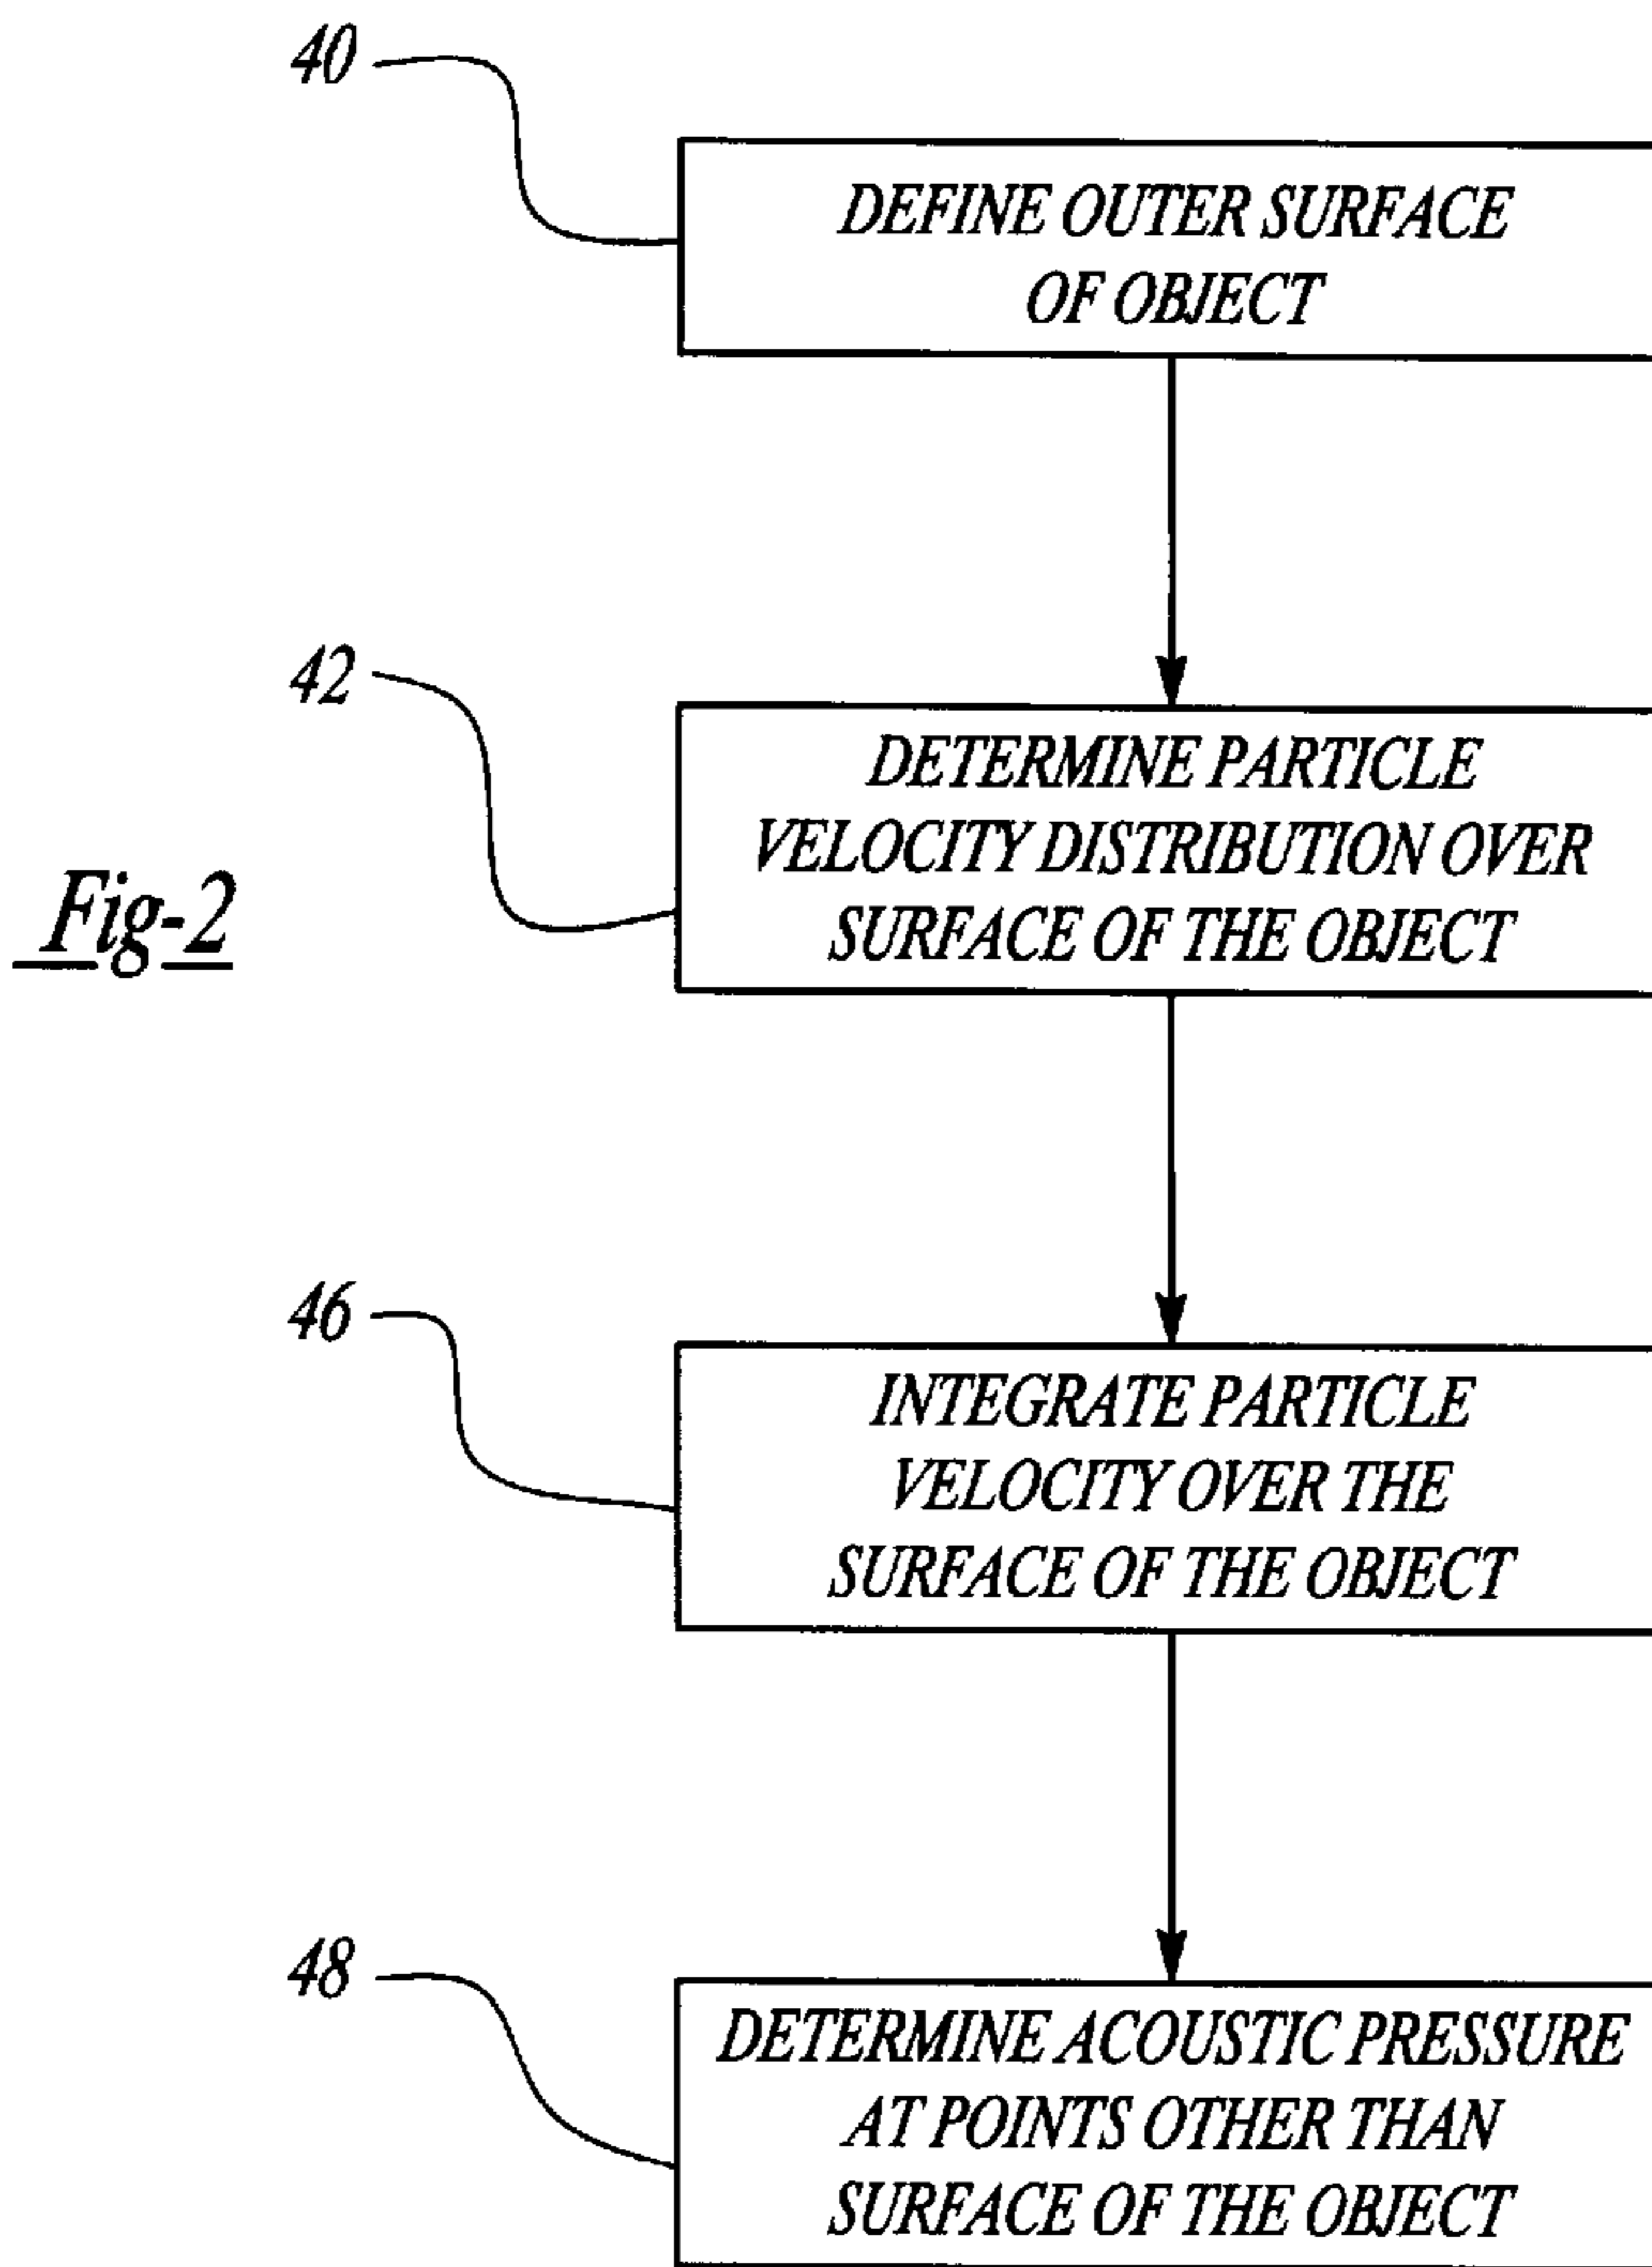 40
DEFINE OUTER SURFACE
OF OBJECT
42
DETERMINE PARTICLE
VELOCITY DISTRIBUTION OVER
SURFACE OF THE OBJECT
Fig-2
46
INTEGRATE PARTICLE
VELOCITY OVER THE
SURFACE OF THE OBJECT
48
DETERMINE ACOUSTIC PRESSURE
AT POINTS OTHER THAN
SURFACE OF THE OBJECT